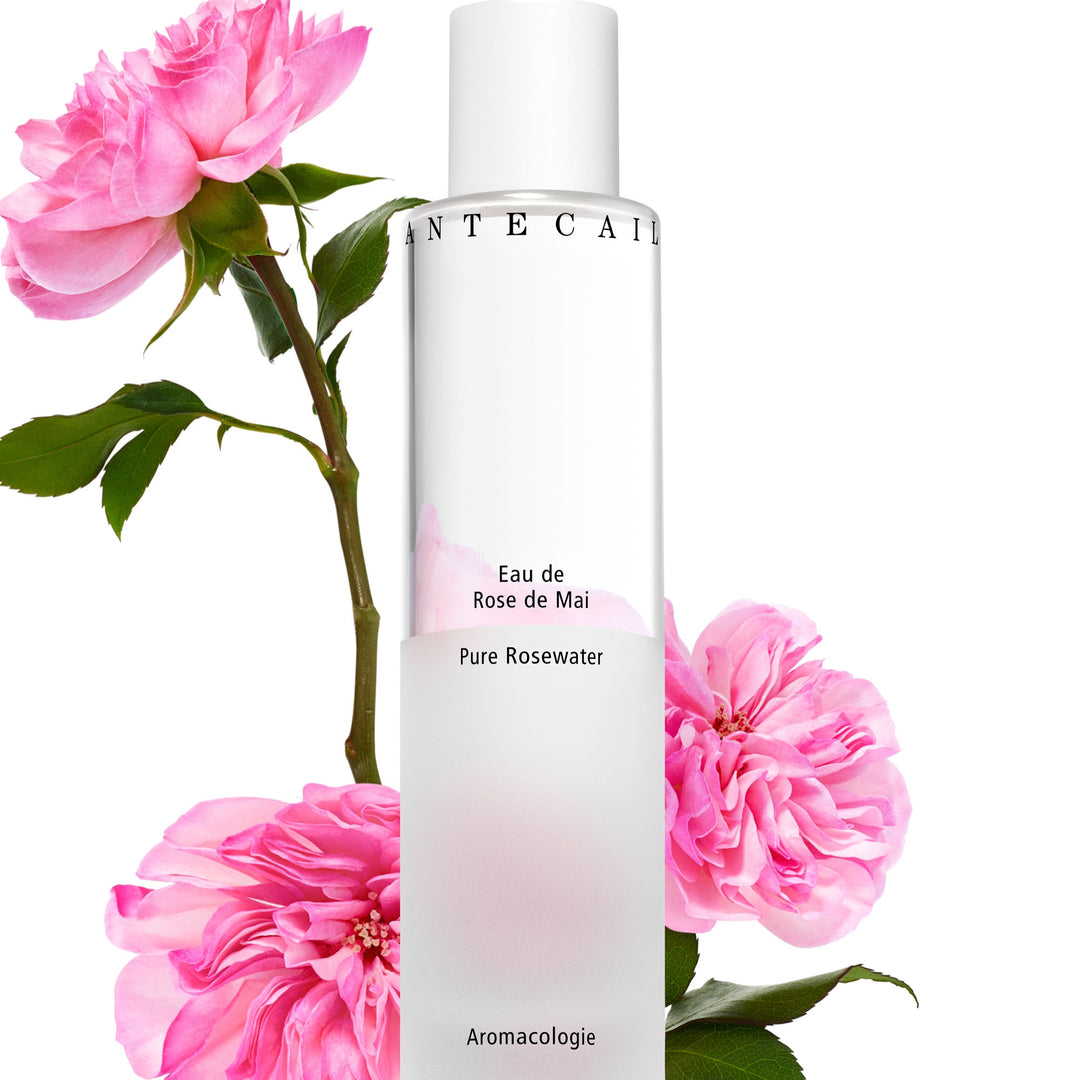 ANTECAIL
Eau de
Rose de Mai
Pure Rosewater
Aromacologie